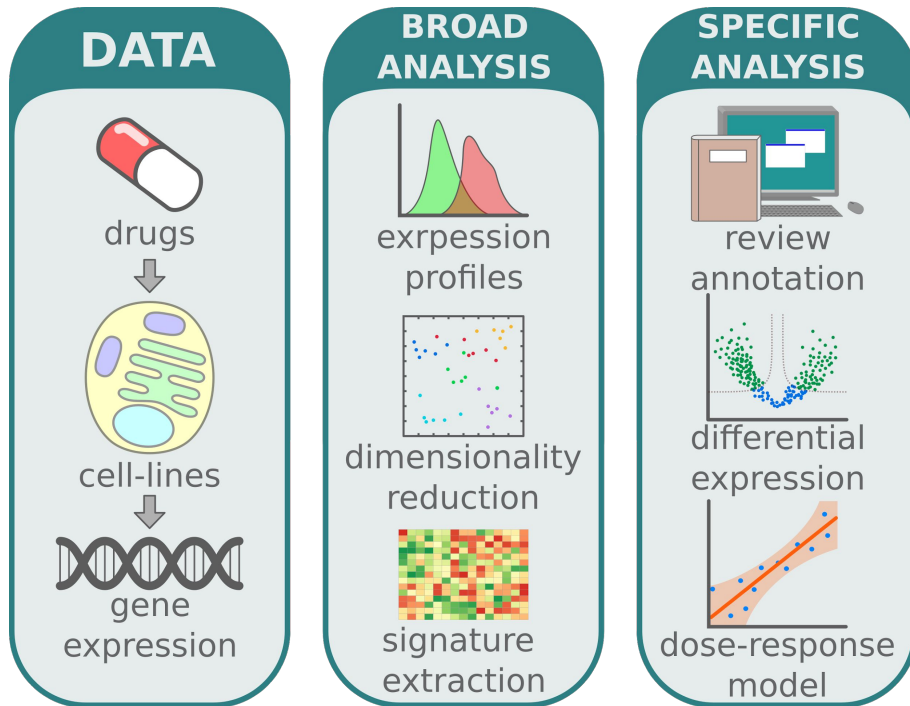 DATA
drugs
cell-lines
gene
expression
BROAD
ANALYSIS
exrpession
profiles
dimensionality
reduction
signature
extraction
SPECIFIC
ANALYSIS
review
annotation
differential
expression
dose-response
model